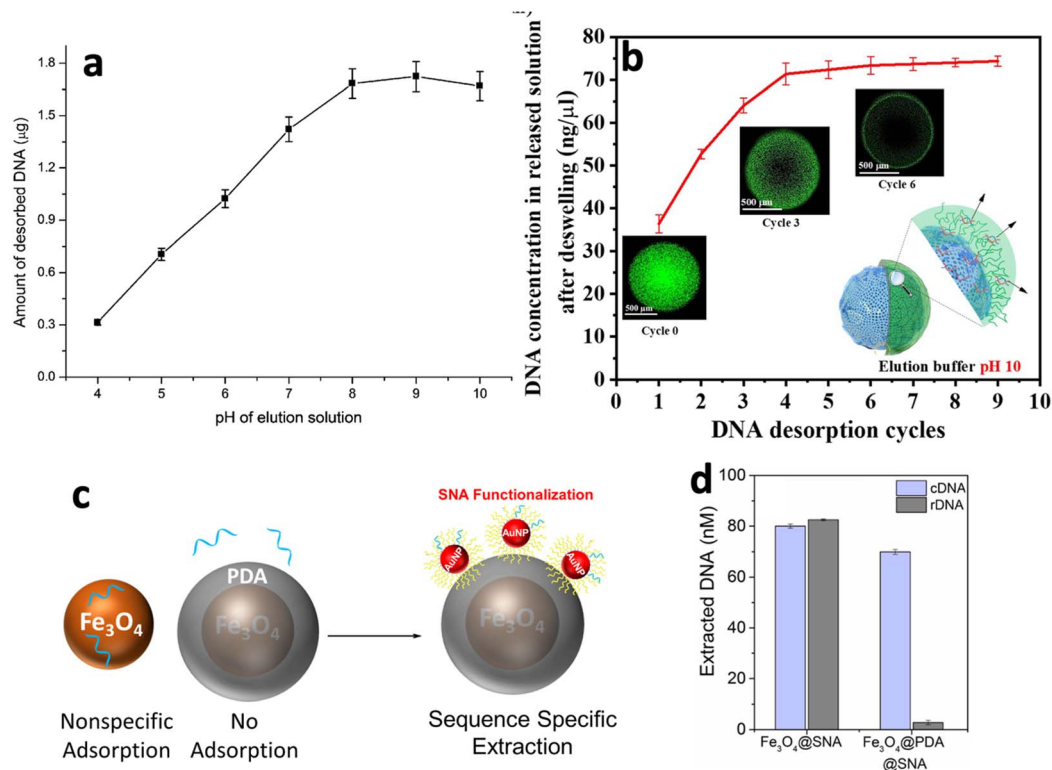 a
Amount of desorbed DNA (µg)
1.8
1.5
1.2
0.9
0.6
0.3
0.0
4 5 6 7 8 9 10
pH of elution solution
b
DNA concentration in released solution
after deswelling (ng/µl)
80
70
60
50
40
30
20
10
0
500 µm
Cycle 0
500 µm
Cycle 3
500 µm
Cycle 6
Elution buffer pH 10
0 1 2 3 4 5 6 7 8 9 10
DNA desorption cycles
c
Fe3O4
Nonspecific
Adsorption
PDA
Fe3O4
No
Adsorption
SNA Functionalization
AuNP
AuNP
AuNP
Fe3O4
Sequence Specific
Extraction
d
Extracted DNA (nM)
100
80
60
40
20
0
cDNA
rDNA
Fe3O4@SNA
Fe3O4@PDA
@SNA